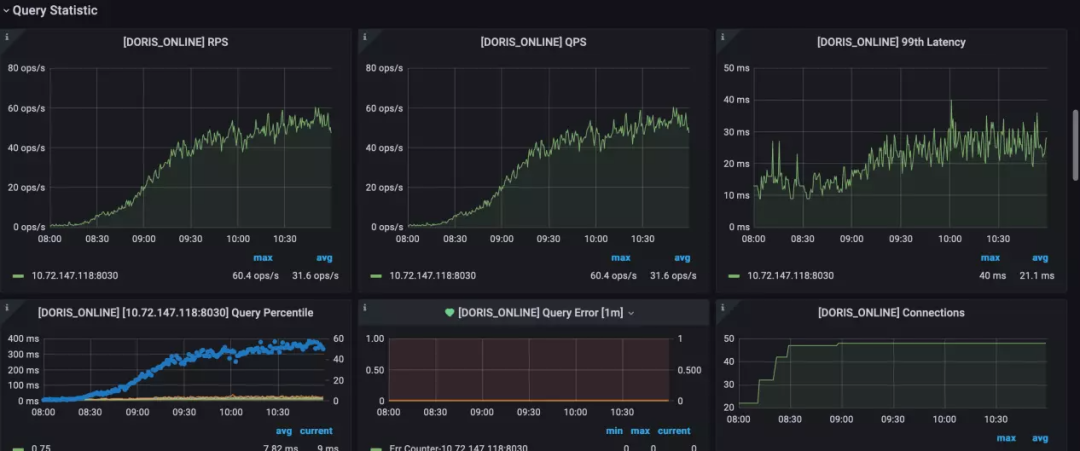 Query Statistic
[DORIS_ONLINE] RPS
80 ops/s
60 ops/s
40 ops/s
20 ops/s
0 ops/s
08:00 08:30 09:00 09:30 10:00 10:30
max avg
10.72.147.118:8030 60.4 ops/s 31.6 ops/s
[DORIS_ONLINE] QPS
80 ops/s
60 ops/s
40 ops/s
20 ops/s
0 ops/s
08:00 08:30 09:00 09:30 10:00 10:30
max avg
10.72.147.118:8030 60.4 ops/s 31.6 ops/s
[DORIS_ONLINE] 99th Latency
50 ms
40 ms
30 ms
20 ms
10 ms
0 ms
08:00 08:30 09:00 09:30 10:00 10:30
max avg
10.72.147.118:8030 40 ms 21.1 ms
[DORIS_ONLINE] [10.72.147.118:8030] Query Percentile
400 ms 60
300 ms 40
200 ms
100 ms 20
0 ms 0
08:00 08:30 09:00 09:30 10:00 10:30
avg current
0.75 7.82 ms 9 ms
[DORIS_ONLINE] Query Error [1m]
1.00 1
0.50 0.500
0 0
08:00 08:30 09:00 09:30 10:00 10:30
min max current
Err Counter-10.72.147.118:8030 0 0 0
[DORIS_ONLINE] Connections
50
40
30
20
08:00 08:30 09:00 09:30 10:00 10:30
max avg